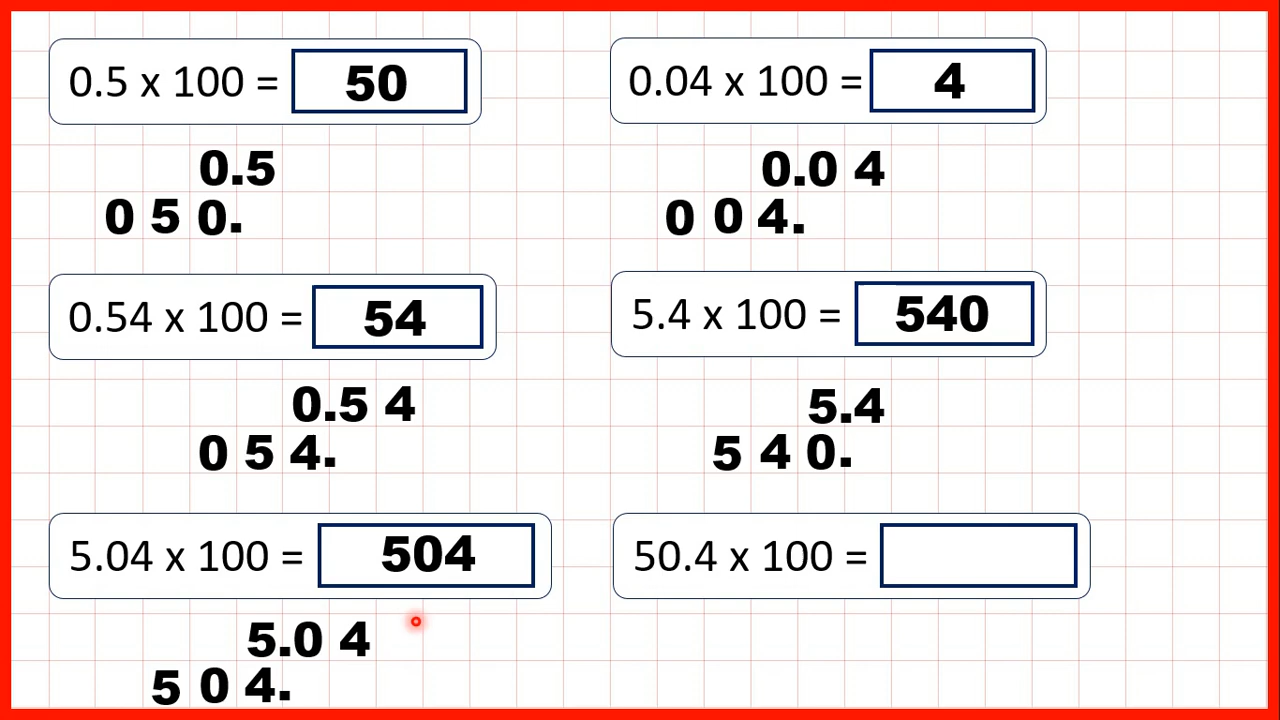 0.5 x 100 = 50
0.5
0 5 0.
0.04 x 100 = 4
0.0 4
0 0 4.
0.54 x 100 = 54
0.5 4
0 5 4.
5.4 x 100 = 540
5.4
5 4 0.
5.04 x 100 = 504
5.0 4
5 0 4.
50.4 x 100 =